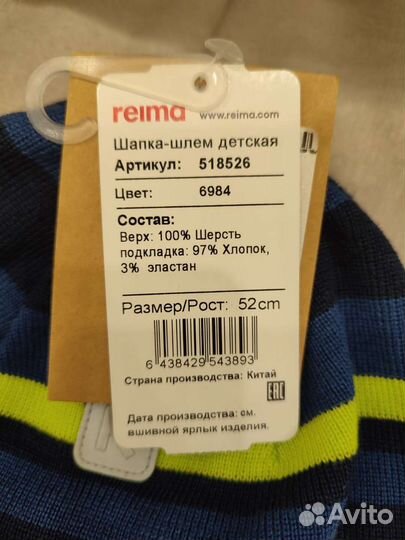 reima www.reima.com
Шапка-шлем детская
Артикул: 518526
Цвет: 6984
Состав:
Верх: 100% Шерсть
подкладка: 97% Хлопок,
3% эластан
Размер/Рост: 52cm
6 438429 543893
Страна производства: Китай
EAC
Дата производства: см.
вшивной ярлык изделия.
Avito